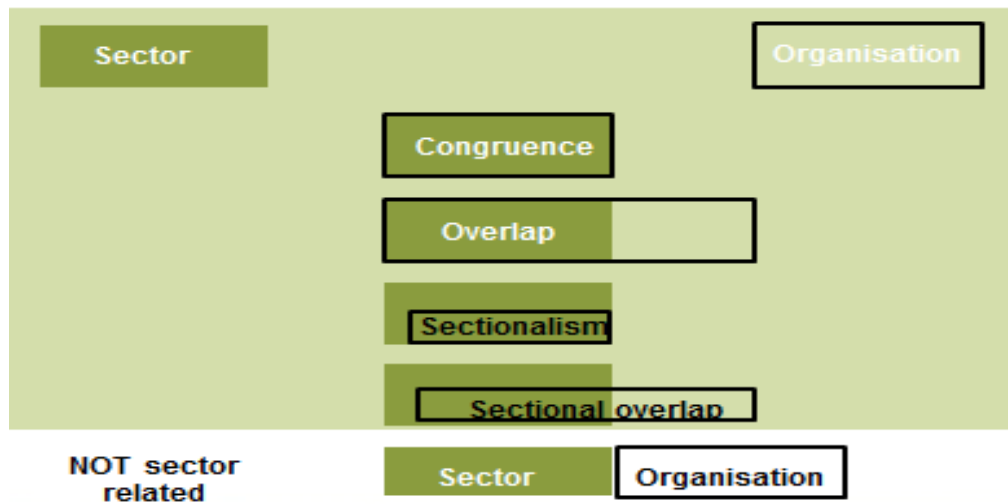 Sector
Organisation
Congruence
Overlap
Sectionalism
Sectional overlap
NOT sector
related
Sector
Organisation